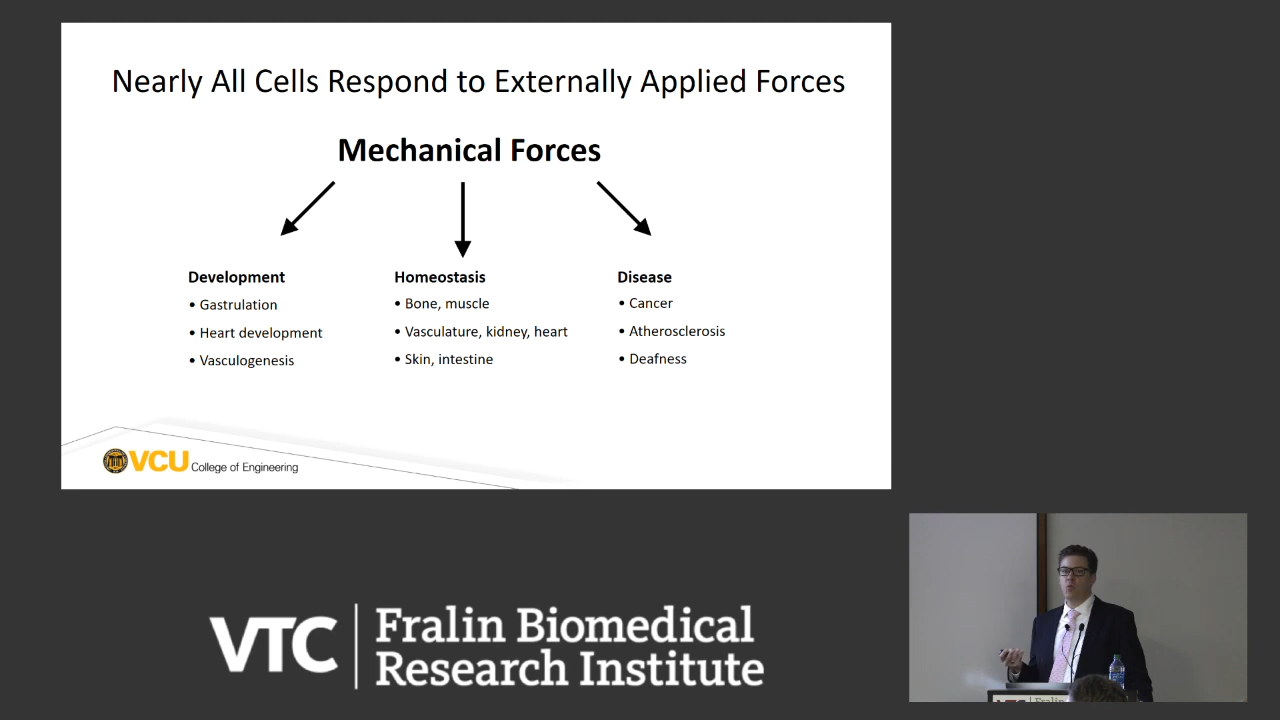 Nearly All Cells Respond to Externally Applied Forces
Mechanical Forces
Development
• Gastrulation
• Heart development
• Vasculogenesis
Homeostasis
• Bone, muscle
• Vasculature, kidney, heart
• Skin, intestine
Disease
• Cancer
• Atherosclerosis
• Deafness
VCU College of Engineering
VTC Fralin Biomedical
Research Institute